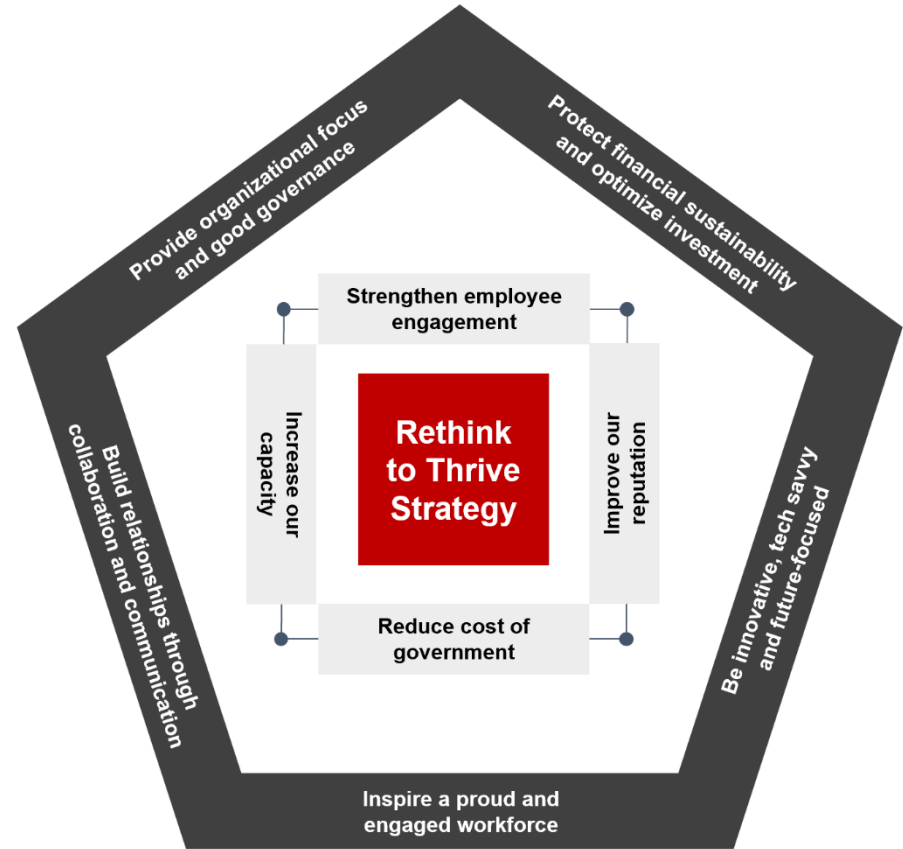 Provide organizational focus
and good governance
Protect financial sustainability
and optimize investment
Strengthen employee
engagement
Increase our
capacity
Rethink
to Thrive
Strategy
Improve our
reputation
Reduce cost of
government
Build relationships through
collaboration and communication
Be innovative, tech savvy
and future-focused
Inspire a proud and
engaged workforce